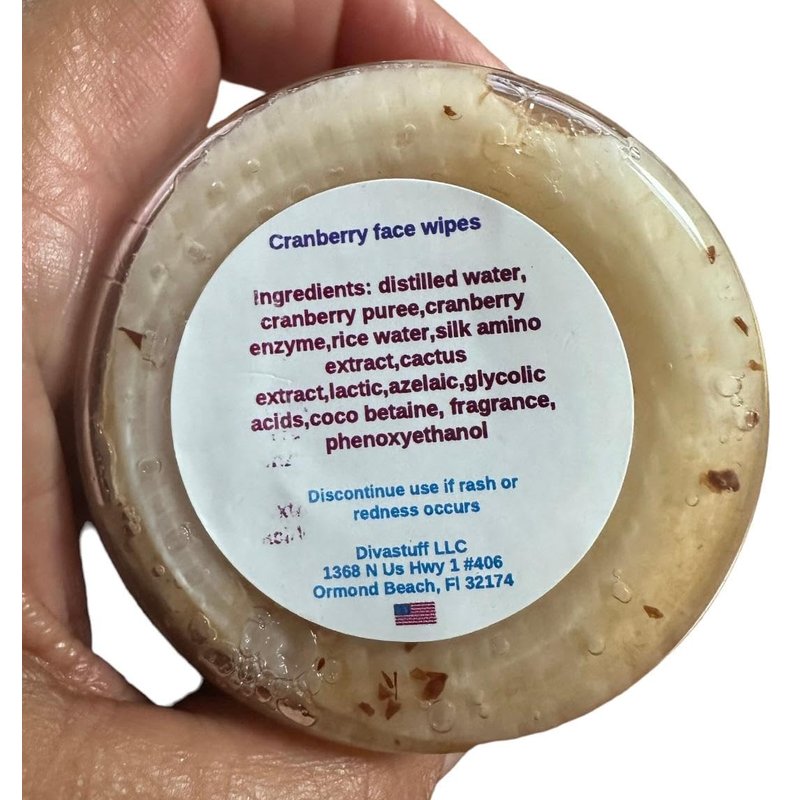 Cranberry face wipes
Ingredients: distilled water,
cranberry puree,cranberry
enzyme,rice water,silk amino
extract,cactus
extract,lactic,azelaic,glycolic
acids,coco betaine, fragrance,
phenoxyethanol
Discontinue use if rash or
redness occurs
Divastuff LLC
1368 N Us Hwy 1 #406
Ormond Beach, Fl 32174